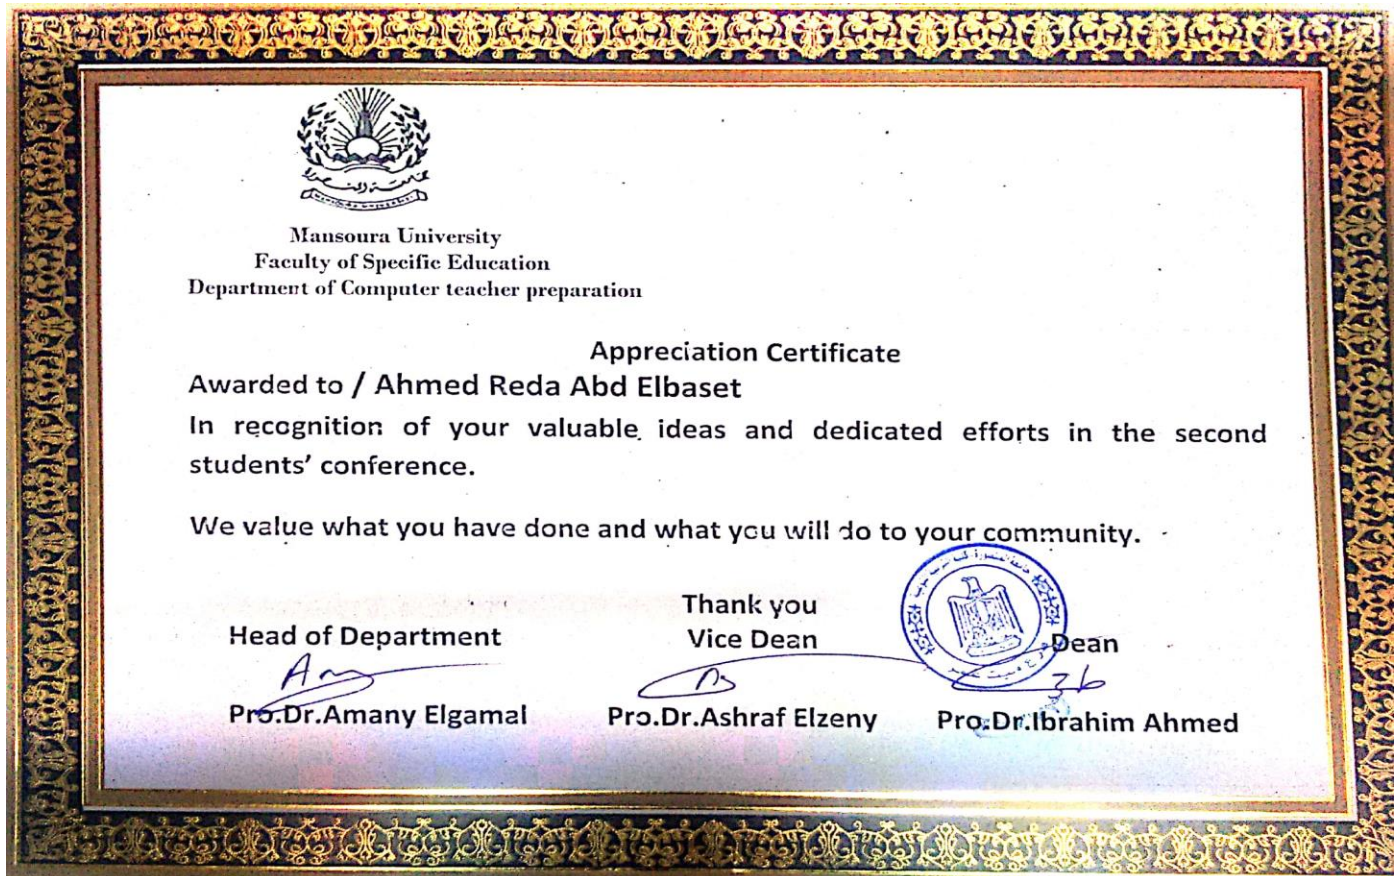 جامعة المنصورة
Mansoura University
Faculty of Specific Education
Department of Computer teacher preparation
Appreciation Certificate
Awarded to / Ahmed Reda Abd Elbaset
In recognition of your valuable ideas and dedicated efforts in the second
students’ conference.
We value what you have done and what you will do to your community.
Thank you
Head of Department Vice Dean Dean
Pro.Dr.Amany Elgamal Pro.Dr.Ashraf Elzeny Pro.Dr.Ibrahim Ahmed